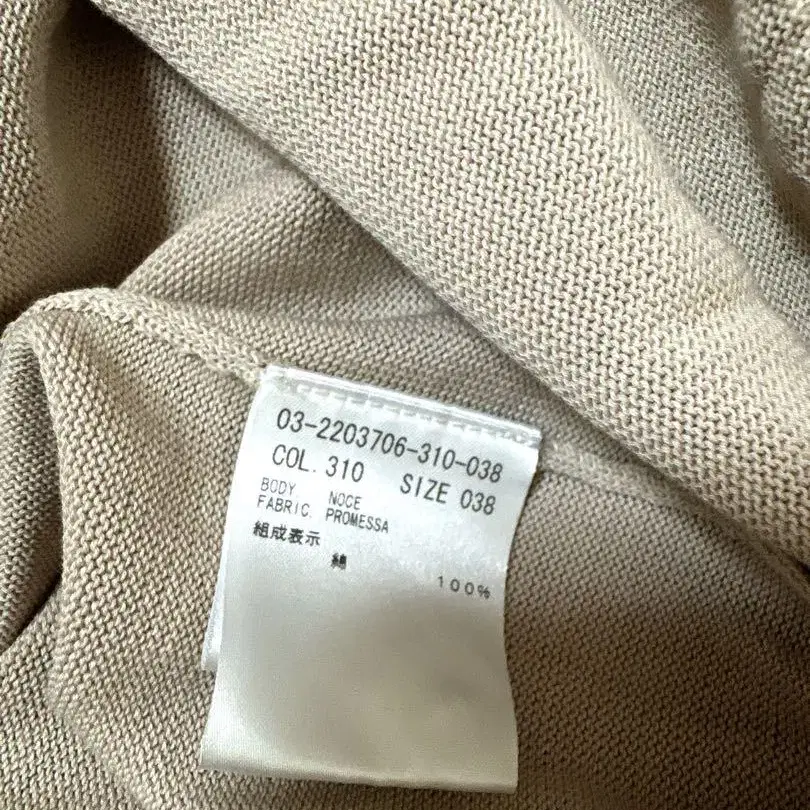 03-2203706-310-038
COL. 310 SIZE 038
BODY NOCE
FABRIC. PROMESSA
組成表示
綿 100%